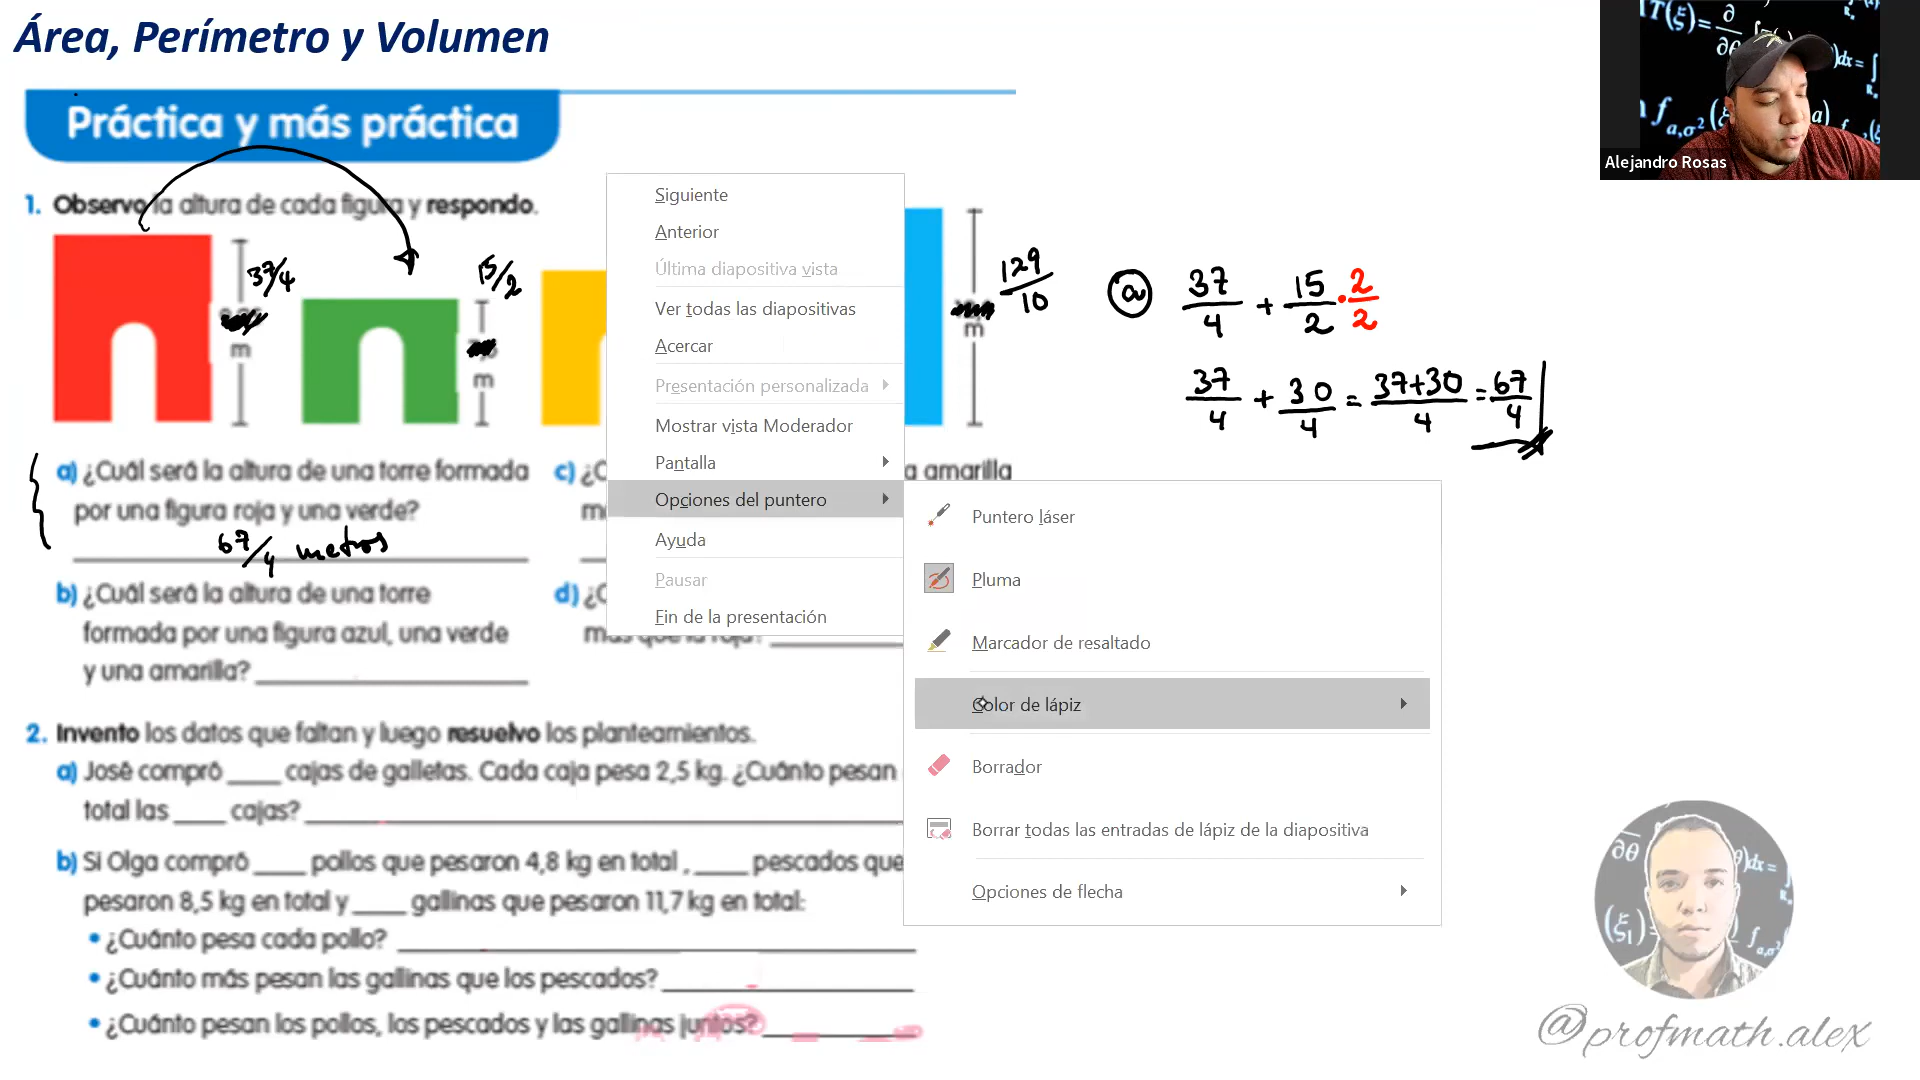 Área, Perímetro y Volumen
Práctica y más práctica
1. Observo la altura de cada figura y respondo.
37/4
m
15/2
m
129/10
m
a) ¿Cuál será la altura de una torre formada
por una figura roja y una verde?
67/4 metros
b) ¿Cuál será la altura de una torre
formada por una figura azul, una verde
y una amarilla?
c) ¿C
a amarilla
d) ¿C
más que la roja?
2. Invento los datos que faltan y luego resuelvo los planteamientos.
a) José compró ____ cajas de galletas. Cada caja pesa 2,5 kg. ¿Cuánto pesan
total las ____ cajas?
b) Si Olga compró ____ pollos que pesaron 4,8 kg en total , ____ pescados que
pesaron 8,5 kg en total y ____ gallinas que pesaron 11,7 kg en total:
• ¿Cuánto pesa cada pollo?
• ¿Cuánto más pesan las gallinas que los pescados?
• ¿Cuánto pesan los pollos, los pescados y las gallinas juntos?
Siguiente
Anterior
Última diapositiva vista
Ver todas las diapositivas
Acercar
Presentación personalizada
Mostrar vista Moderador
Pantalla
Opciones del puntero
Ayuda
Pausar
Fin de la presentación
Puntero láser
Pluma
Marcador de resaltado
Color de lápiz
Borrador
Borrar todas las entradas de lápiz de la diapositiva
Opciones de flecha
a 37/4 + 15/2 · 2/2
37/4 + 30/4 = 37+30/4 = 67/4
Alejandro Rosas
@profmath.alex